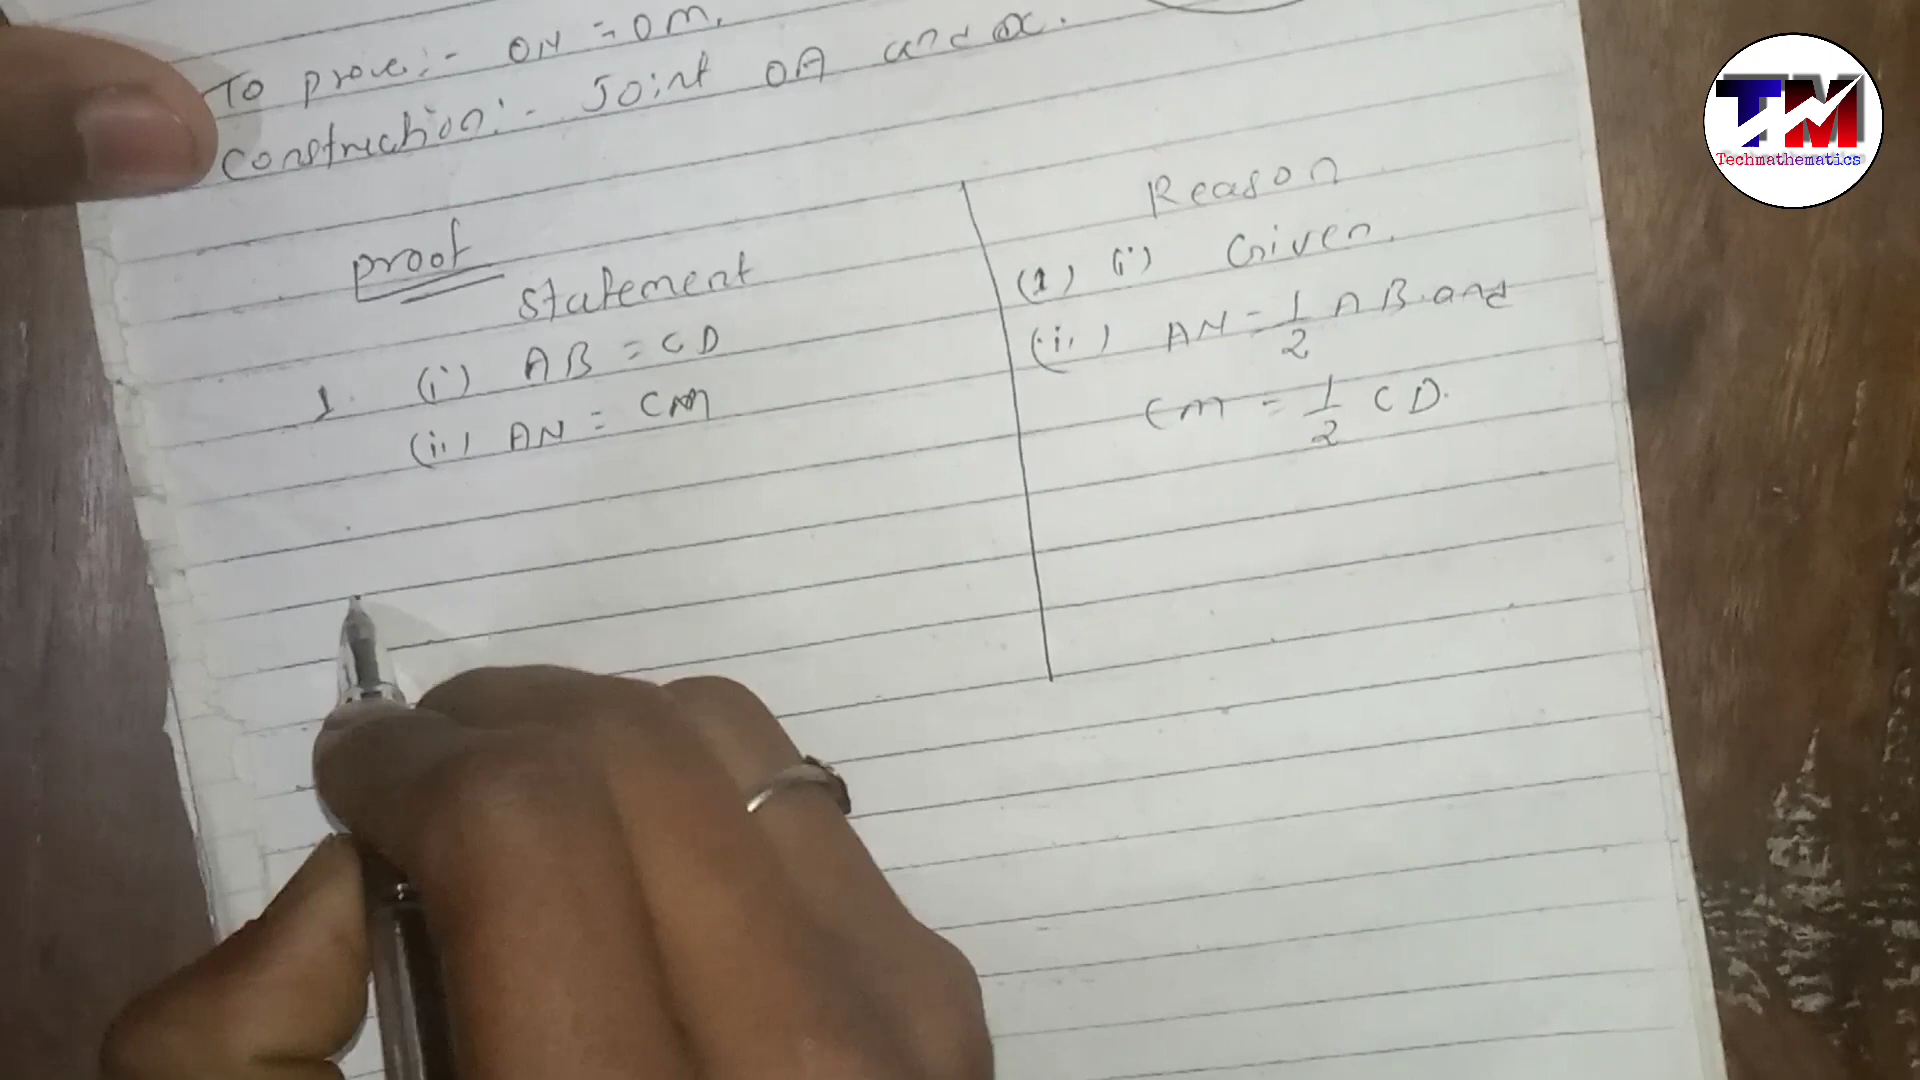 To prove:- ON = OM.
Construction:- Joint OA and OC.
Proof
Statement
Reason
1. (i) AB = CD
(1) (i) Given.
(ii) AN = CM
(ii) AN = 1/2 AB and
CM = 1/2 CD.
TM
Techmathematics